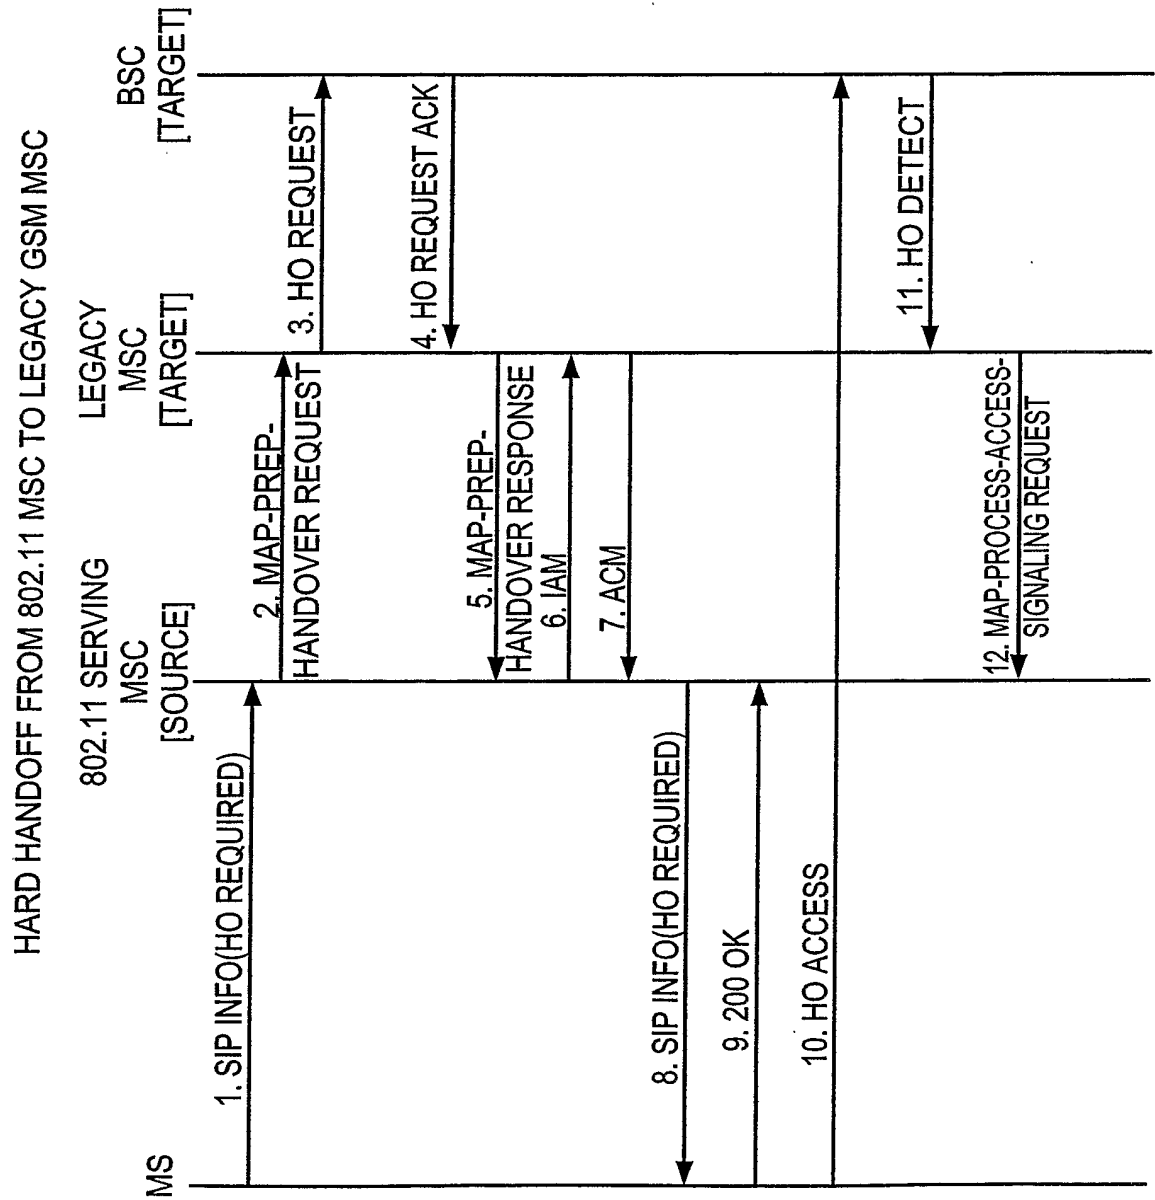 HARD HANDOFF FROM 802.11 MSC TO LEGACY GSM MSC
MS
802.11 SERVING
MSC
[SOURCE]
LEGACY
MSC
[TARGET]
BSC
[TARGET]
1. SIP INFO(HO REQUIRED)
2. MAP-PREP-
HANDOVER REQUEST
3. HO REQUEST
4. HO REQUEST ACK
5. MAP-PREP-
HANDOVER RESPONSE
6. IAM
7. ACM
8. SIP INFO(HO REQUIRED)
9. 200 OK
10. HO ACCESS
11. HO DETECT
12. MAP-PROCESS-ACCESS-
SIGNALING REQUEST